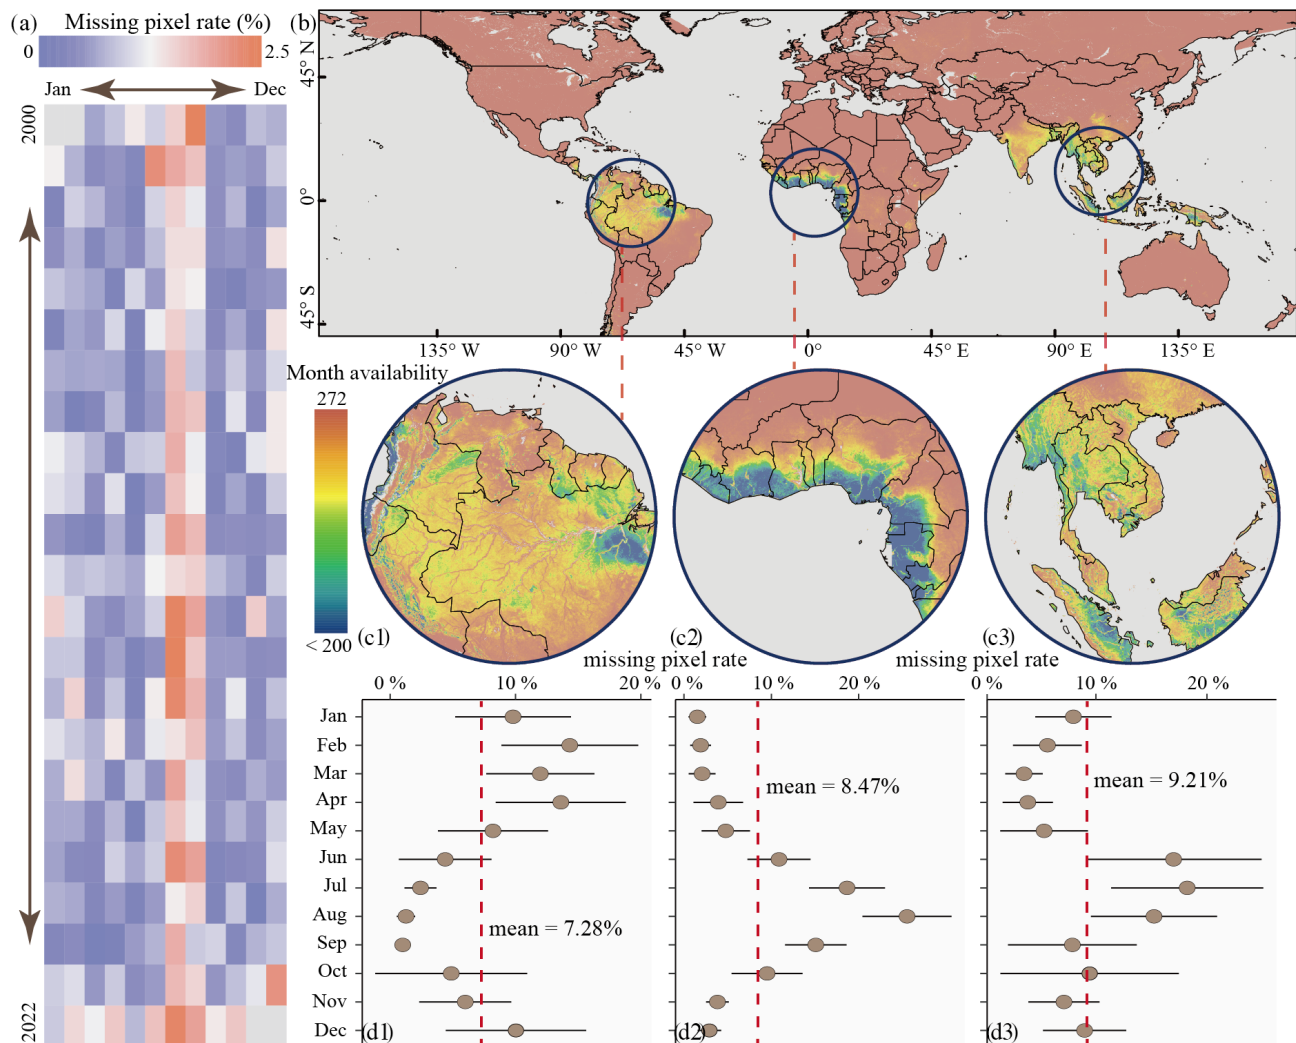 (a) Missing pixel rate (%)
0 2.5
Jan Dec
2000
2022
(b)
45° N
0°
45° S
135° W 90° W 45° W 0° 45° E 90° E 135° E
Month availability
272
< 200
(c1) (c2) (c3)
missing pixel rate missing pixel rate
0 % 10 % 20 % 0 % 10 % 20 % 0 % 10 % 20 %
Jan
Feb
Mar
Apr
May
Jun
Jul
Aug
Sep
Oct
Nov
Dec
mean = 7.28%
mean = 8.47%
mean = 9.21%
(d1) (d2) (d3)